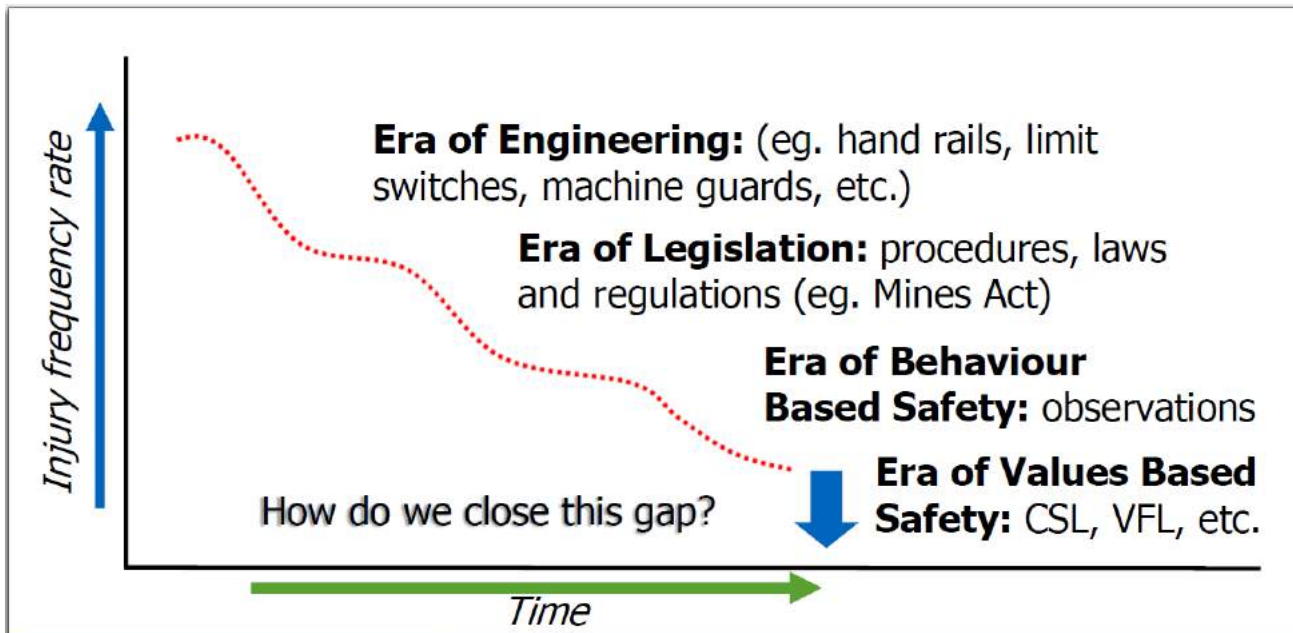 Injury frequency rate
Era of Engineering: (eg. hand rails, limit
switches, machine guards, etc.)
Era of Legislation: procedures, laws
and regulations (eg. Mines Act)
Era of Behaviour
Based Safety: observations
Era of Values Based
Safety: CSL, VFL, etc.
How do we close this gap?
Time